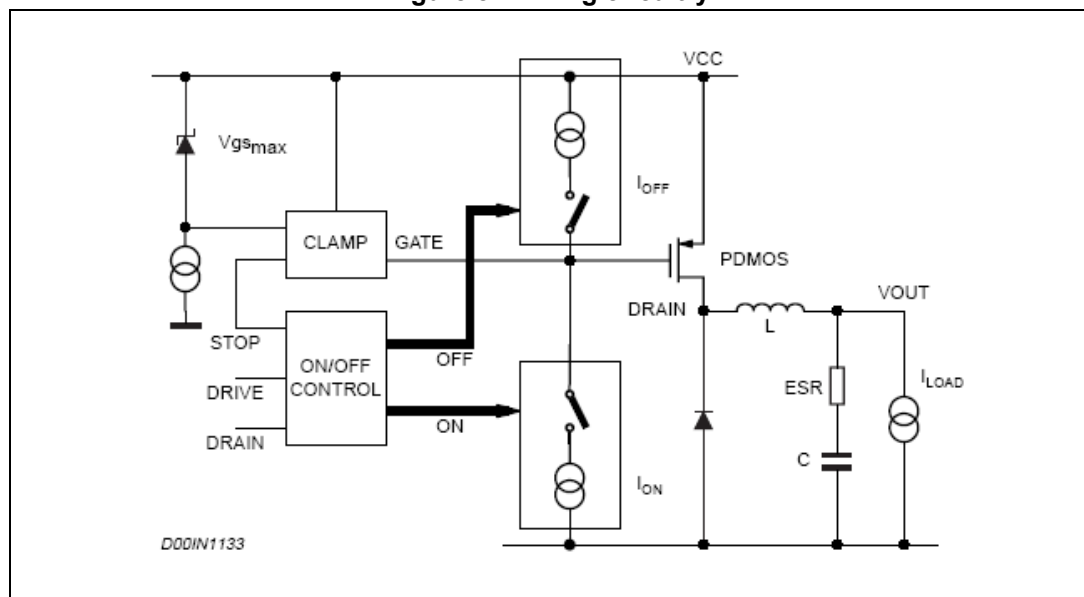 VCC
Vgsmax
IOFF
CLAMP
GATE
PDMOS
DRAIN
VOUT
L
STOP
OFF
ON/OFF
CONTROL
ESR
ILOAD
DRIVE
ON
DRAIN
C
ION
D00IN1133